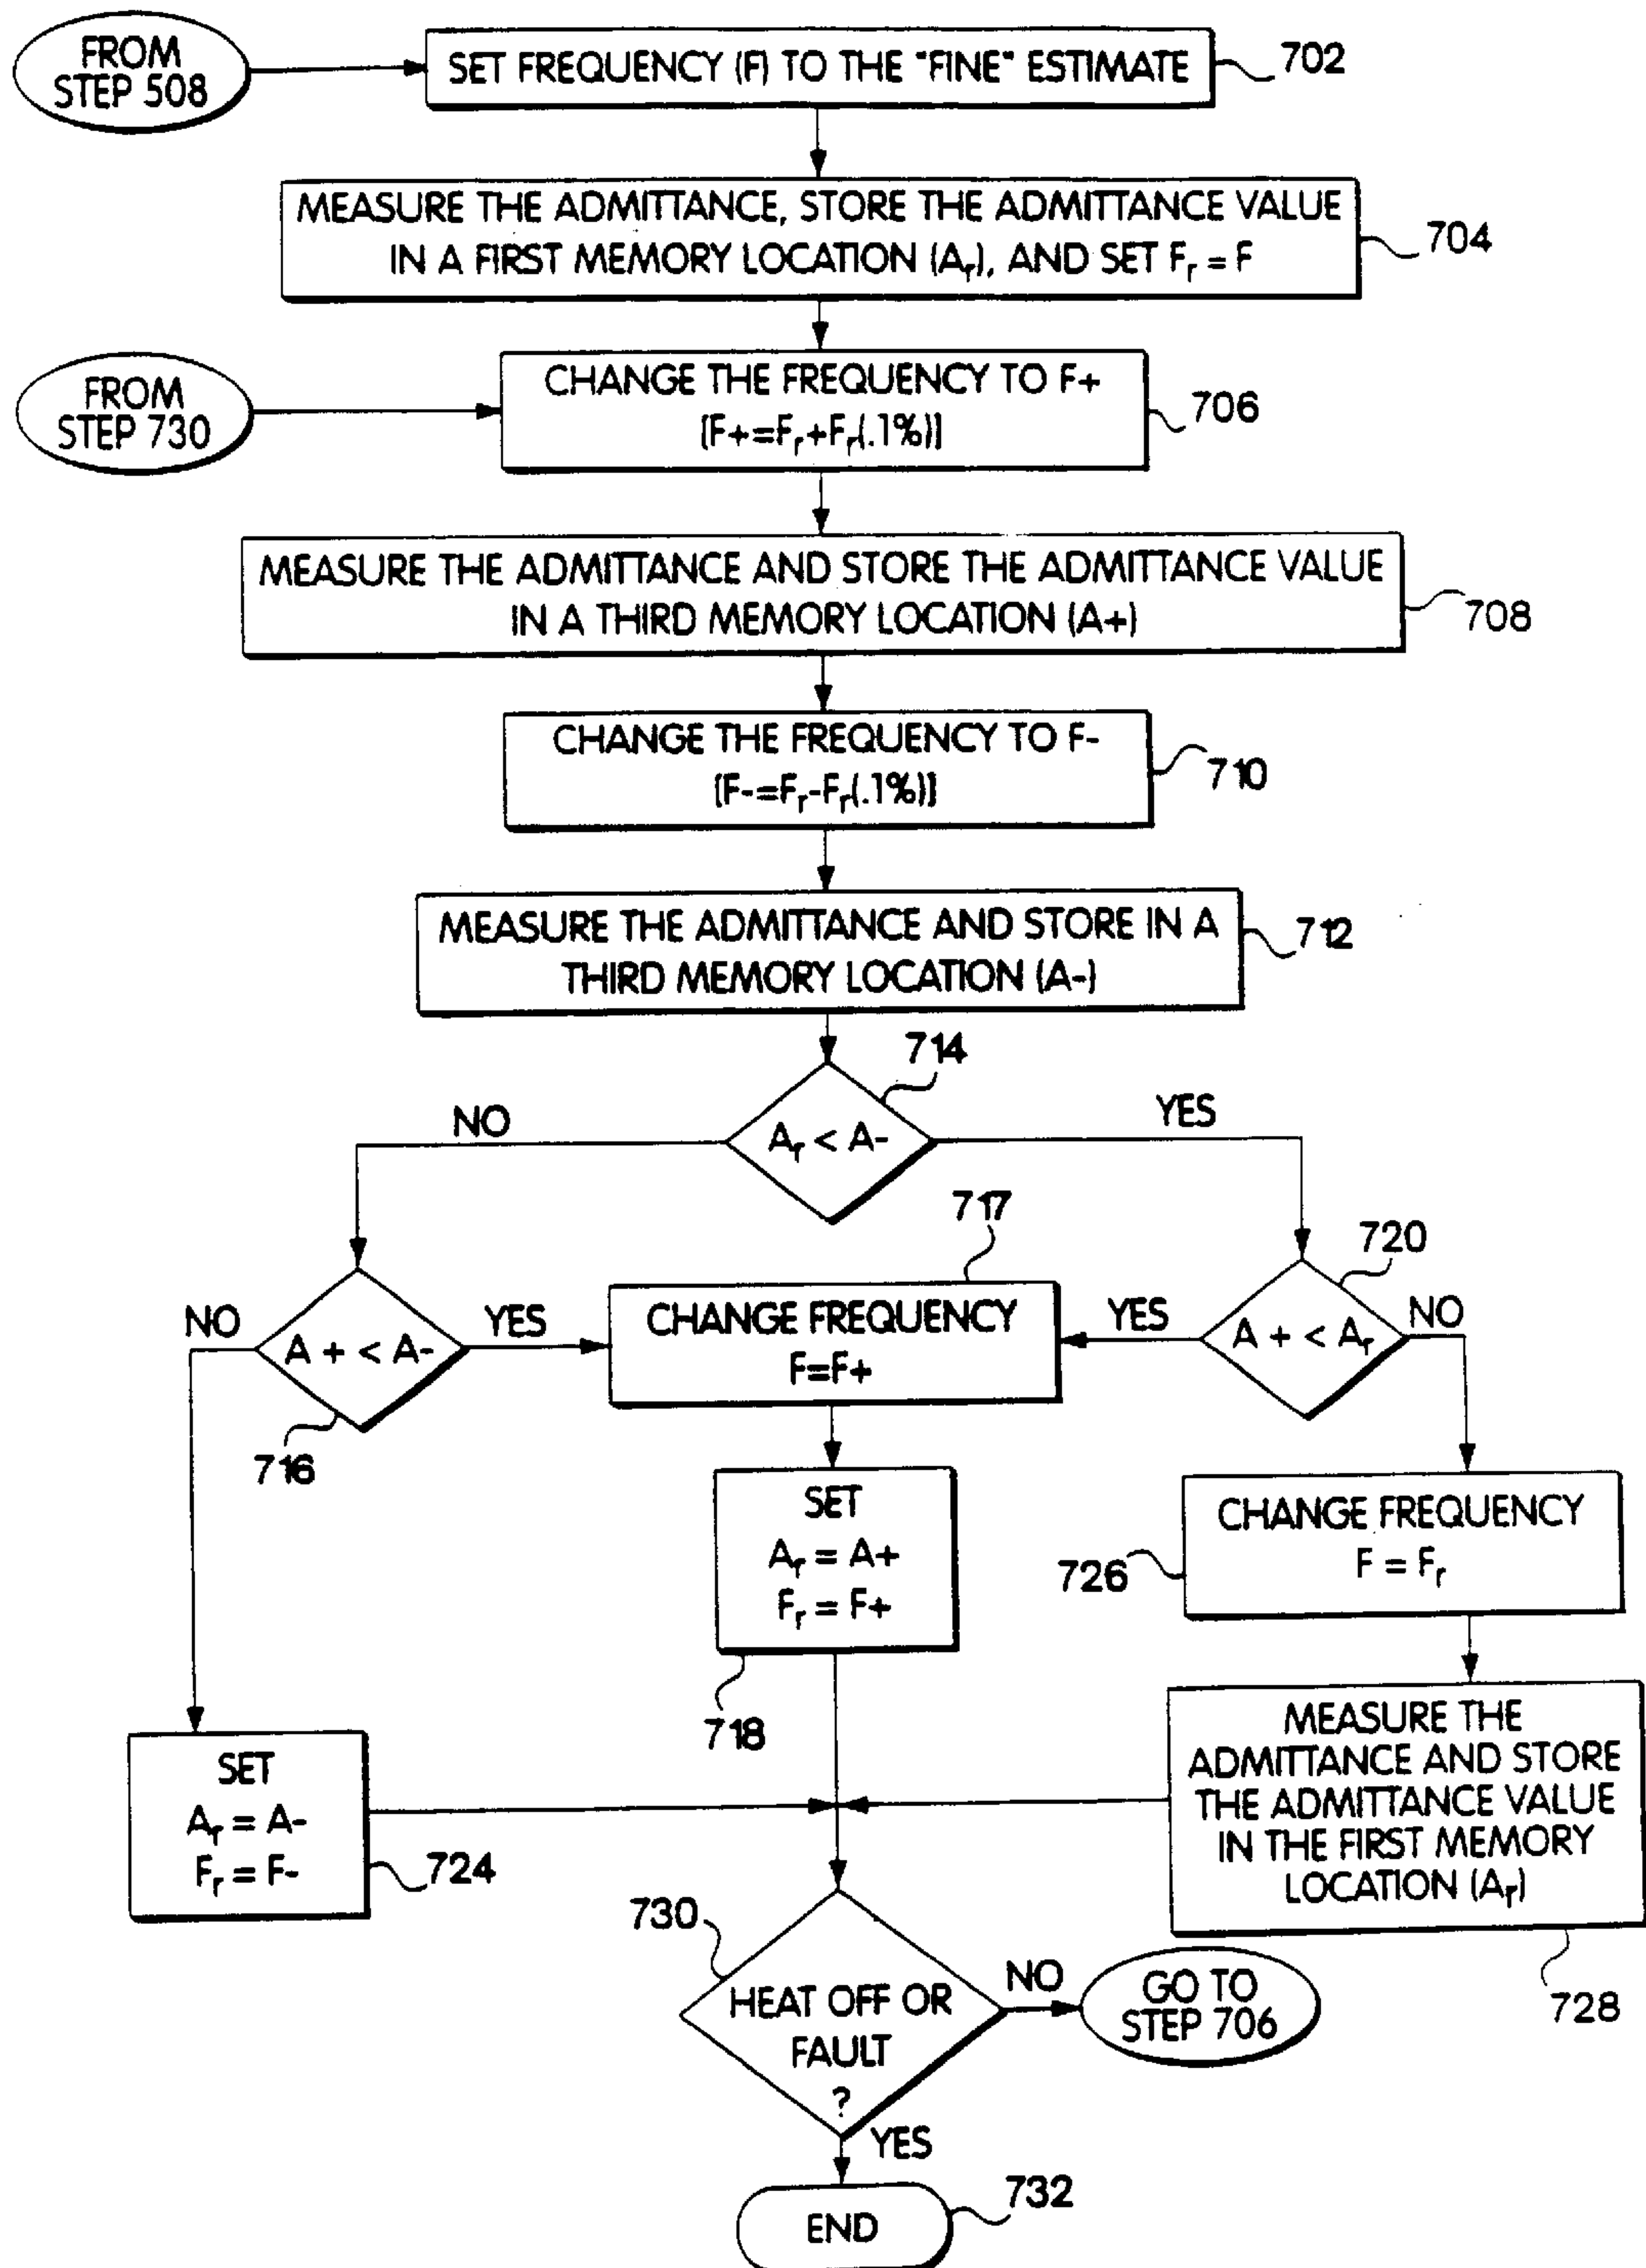 FROM
STEP 508
SET FREQUENCY (F) TO THE "FINE" ESTIMATE
702
MEASURE THE ADMITTANCE, STORE THE ADMITTANCE VALUE
IN A FIRST MEMORY LOCATION (Ar), AND SET Fr = F
704
FROM
STEP 730
CHANGE THE FREQUENCY TO F+
[F+=Fr+Fr(.1%)]
706
MEASURE THE ADMITTANCE AND STORE THE ADMITTANCE VALUE
IN A THIRD MEMORY LOCATION (A+)
708
CHANGE THE FREQUENCY TO F-
[F-=Fr-Fr(.1%)]
710
MEASURE THE ADMITTANCE AND STORE IN A
THIRD MEMORY LOCATION (A-)
712
714
NO
Ar < A-
YES
717
720
NO
A + < A-
YES
CHANGE FREQUENCY
F=F+
YES
A + < Ar
NO
716
SET
Ar = A+
Fr = F+
718
CHANGE FREQUENCY
F = Fr
726
SET
Ar = A-
Fr = F-
724
MEASURE THE
ADMITTANCE AND STORE
THE ADMITTANCE VALUE
IN THE FIRST MEMORY
LOCATION (Ar)
728
730
HEAT OFF OR
FAULT
?
NO
GO TO
STEP 706
YES
END
732